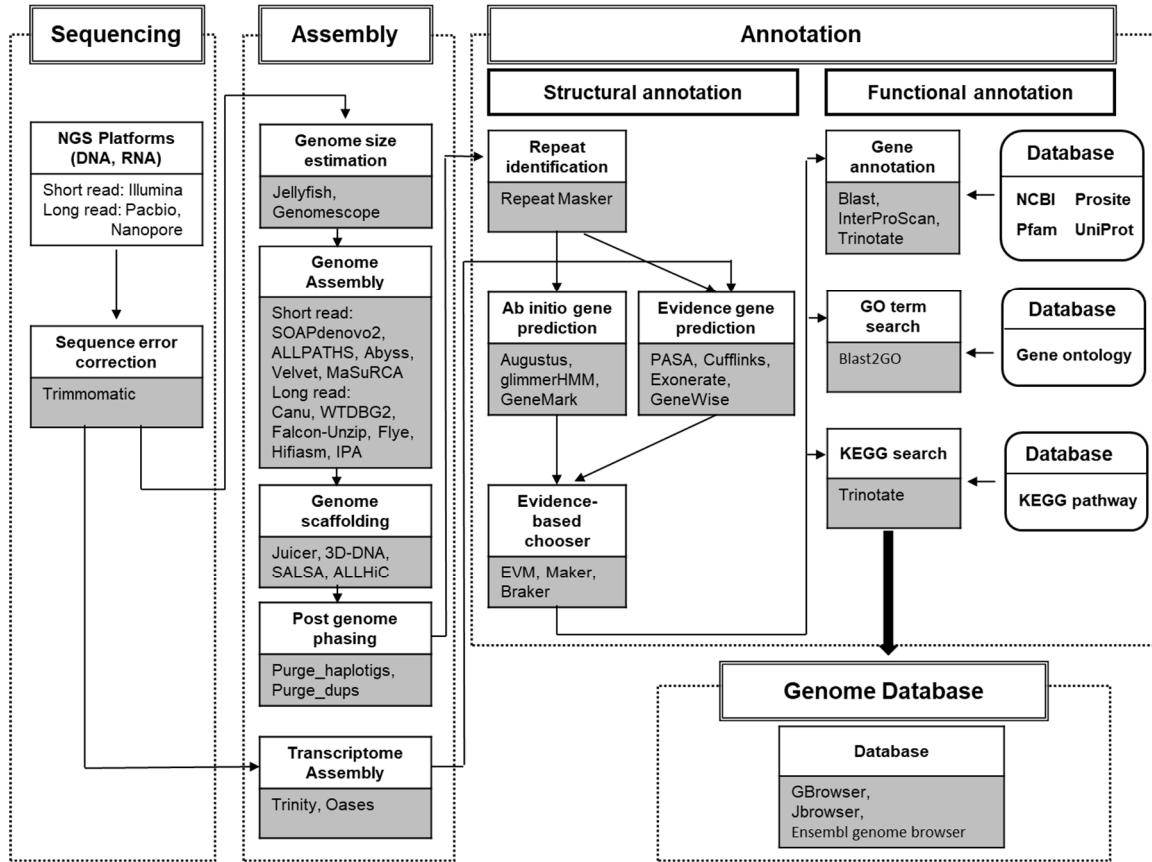 Sequencing
NGS Platforms
(DNA, RNA)
Short read: Illumina
Long read: Pacbio,
Nanopore
Sequence error
correction
Trimmomatic
Assembly
Genome size
estimation
Jellyfish,
Genomescope
Genome
Assembly
Short read:
SOAPdenovo2,
ALLPATHS, Abyss,
Velvet, MaSuRCA
Long read:
Canu, WTDBG2,
Falcon-Unzip, Flye,
Hifiasm, IPA
Genome
scaffolding
Juicer, 3D-DNA,
SALSA, ALLHiC
Post genome
phasing
Purge_haplotigs,
Purge_dups
Transcriptome
Assembly
Trinity, Oases
Annotation
Structural annotation
Repeat
identification
Repeat Masker
Ab initio gene
prediction
Augustus,
glimmerHMM,
GeneMark
Evidence gene
prediction
PASA, Cufflinks,
Exonerate,
GeneWise
Evidence-
based
chooser
EVM, Maker,
Braker
Functional annotation
Gene
annotation
Blast,
InterProScan,
Trinotate
Database
NCBI Prosite
Pfam UniProt
GO term
search
Blast2GO
Database
Gene ontology
KEGG search
Trinotate
Database
KEGG pathway
Genome Database
Database
GBrowser,
Jbrowser,
Ensembl genome browser